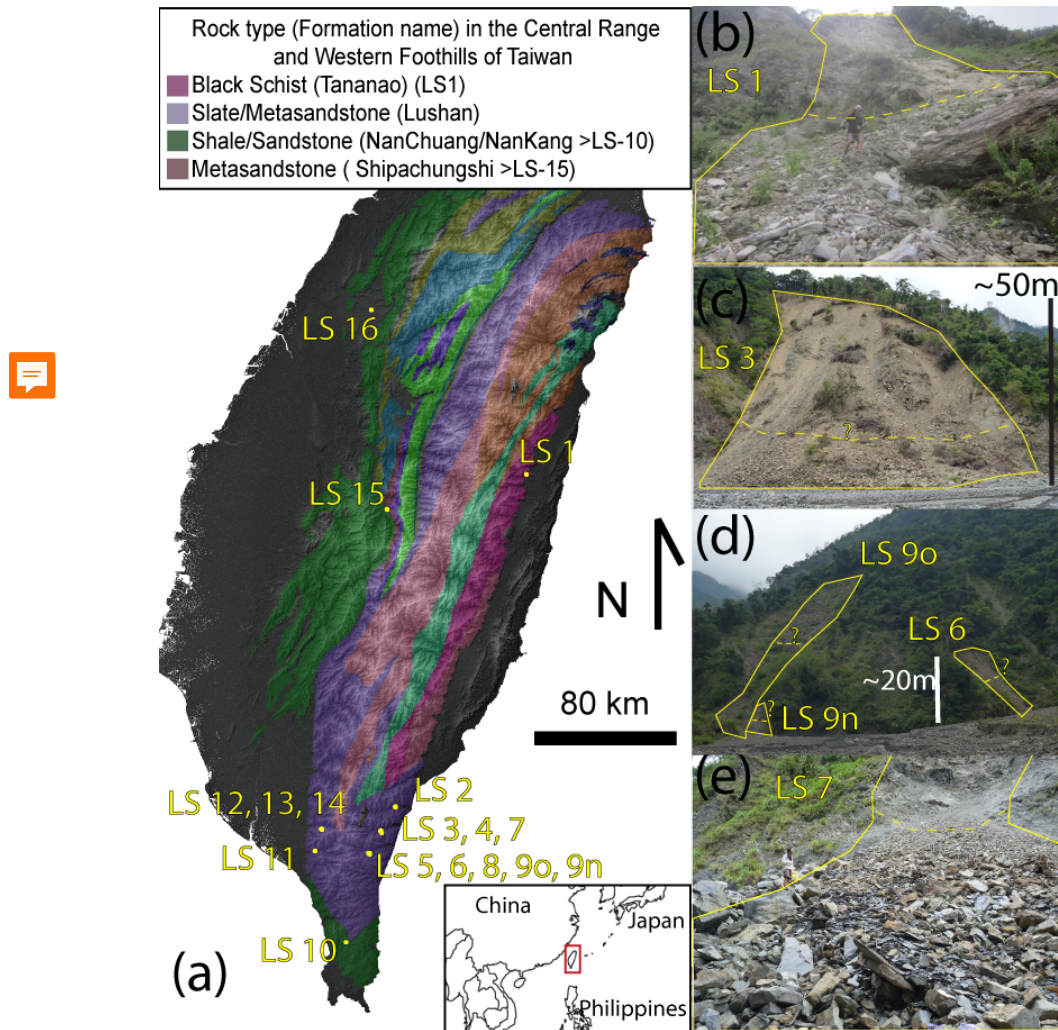 Rock type (Formation name) in the Central Range
and Western Foothills of Taiwan
Black Schist (Tananao) (LS1)
Slate/Metasandstone (Lushan)
Shale/Sandstone (NanChuang/NanKang >LS-10)
Metasandstone ( Shipachungshi >LS-15)
LS 16
LS 15
LS 1
N
80 km
LS 12, 13, 14
LS 2
LS 3, 4, 7
LS 11
LS 5, 6, 8, 9o, 9n
LS 10
(a)
China
Japan
Philippines
(b)
LS 1
(c)
~50m
LS 3
?
(d)
LS 9o
LS 6
?
?
~20m
?
LS 9n
(e)
LS 7